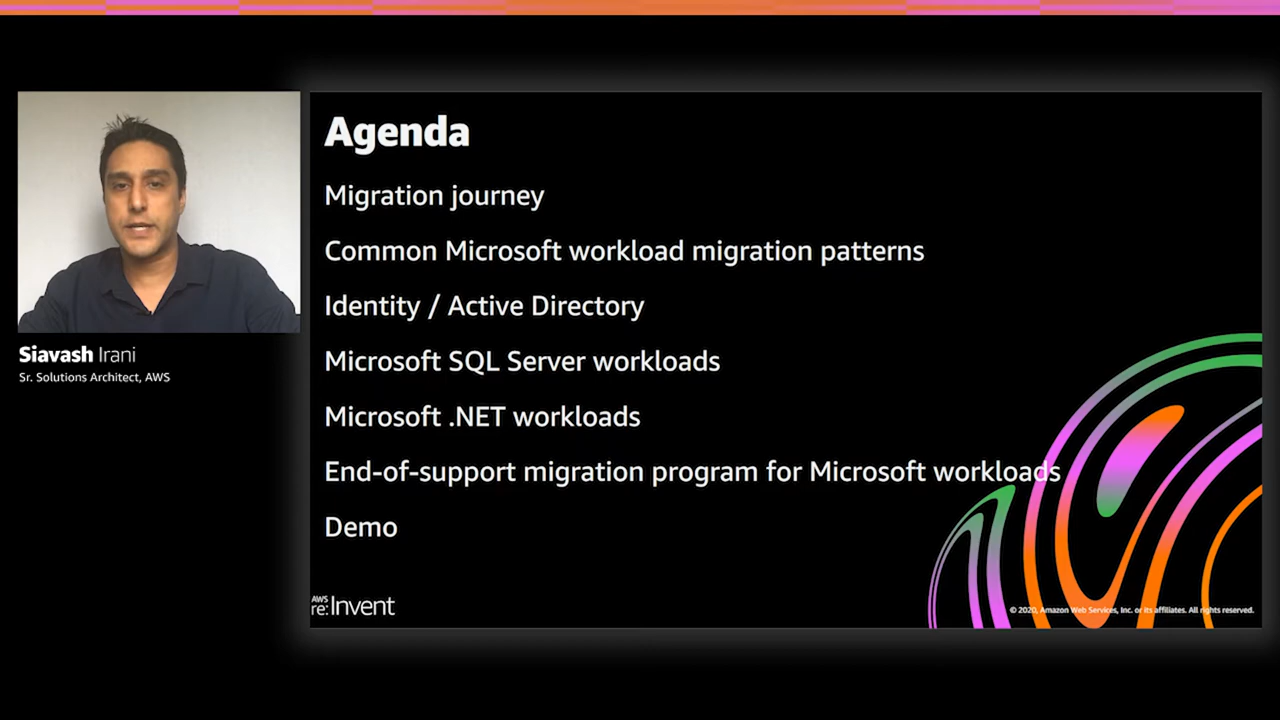 Agenda
Migration journey
Common Microsoft workload migration patterns
Identity / Active Directory
Microsoft SQL Server workloads
Microsoft .NET workloads
End-of-support migration program for Microsoft workloads
Demo
Siavash Irani
Sr. Solutions Architect, AWS
AWS
re:Invent
© 2020, Amazon Web Services, Inc. or its affiliates. All rights reserved.